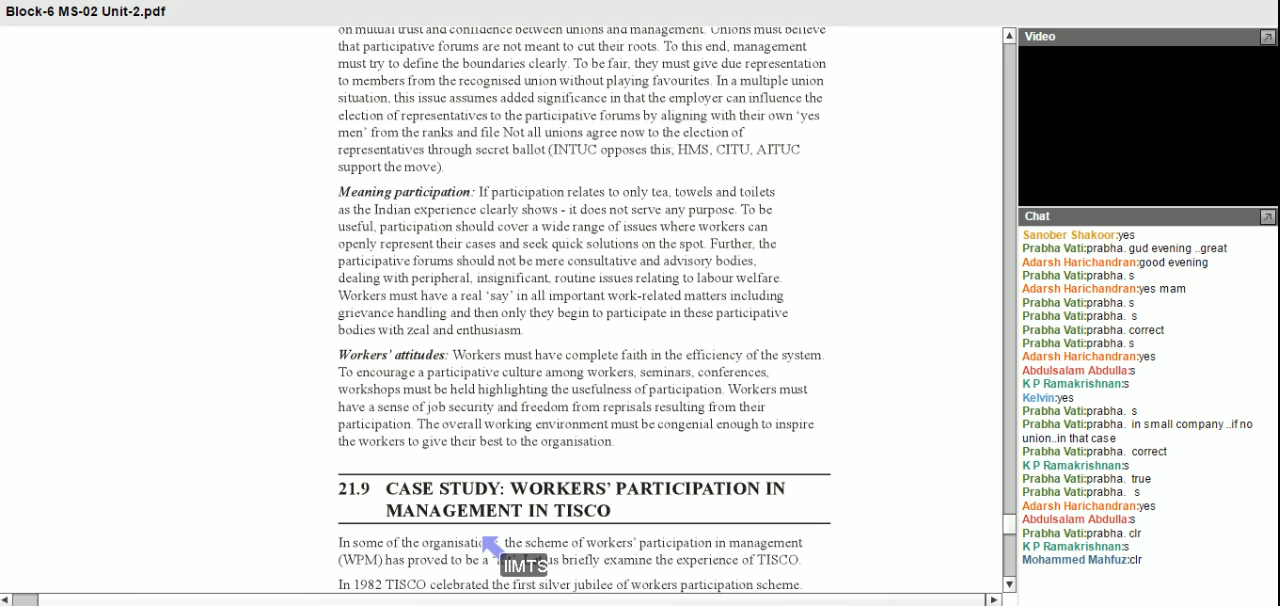 Block-6 MS-02 Unit-2.pdf
on mutual trust and confidence between unions and management. Unions must believe
that participative forums are not meant to cut their roots. To this end, management
must try to define the boundaries clearly. To be fair, they must give due representation
to members from the recognised union without playing favourites. In a multiple union
situation, this issue assumes added significance in that the employer can influence the
election of representatives to the participative forums by aligning with their own ‘yes
men’ from the ranks and file Not all unions agree now to the election of
representatives through secret ballot (INTUC opposes this; HMS, CITU, AITUC
support the move).
Meaning participation: If participation relates to only tea, towels and toilets
as the Indian experience clearly shows - it does not serve any purpose. To be
useful, participation should cover a wide range of issues where workers can
openly represent their cases and seek quick solutions on the spot. Further, the
participative forums should not be mere consultative and advisory bodies,
dealing with peripheral, insignificant, routine issues relating to labour welfare.
Workers must have a real ‘say’ in all important work-related matters including
grievance handling and then only they begin to participate in these participative
bodies with zeal and enthusiasm.
Workers’ attitudes: Workers must have complete faith in the efficiency of the system.
To encourage a participative culture among workers, seminars, conferences,
workshops must be held highlighting the usefulness of participation. Workers must
have a sense of job security and freedom from reprisals resulting from their
participation. The overall working environment must be congenial enough to inspire
the workers to give their best to the organisation.
21.9 CASE STUDY: WORKERS’ PARTICIPATION IN
MANAGEMENT IN TISCO
In some of the the scheme of workers’ participation in management
(WPM) has proved to be a us briefly examine the experience of TISCO.
IIMTS
In 1982 TISCO celebrated the first silver jubilee of workers participation scheme.
Video
Chat
Sanober Shakoor:yes
Prabha Vati:prabha. gud evening ..great
Adarsh Harichandran:good evening
Prabha Vati:prabha. s
Adarsh Harichandran:yes mam
Prabha Vati:prabha. s
Prabha Vati:prabha. s
Prabha Vati:prabha. correct
Prabha Vati:prabha. s
Adarsh Harichandran:yes
Abdulsalam Abdulla:s
K P Ramakrishnan:s
Kelvin:yes
Prabha Vati:prabha. s
Prabha Vati:prabha. in small company ..if no
union..in that case
Prabha Vati:prabha. correct
K P Ramakrishnan:s
Prabha Vati:prabha. true
Prabha Vati:prabha. s
Adarsh Harichandran:yes
Abdulsalam Abdulla:s
Prabha Vati:prabha. clr
K P Ramakrishnan:s
Mohammed Mahfuz:clr